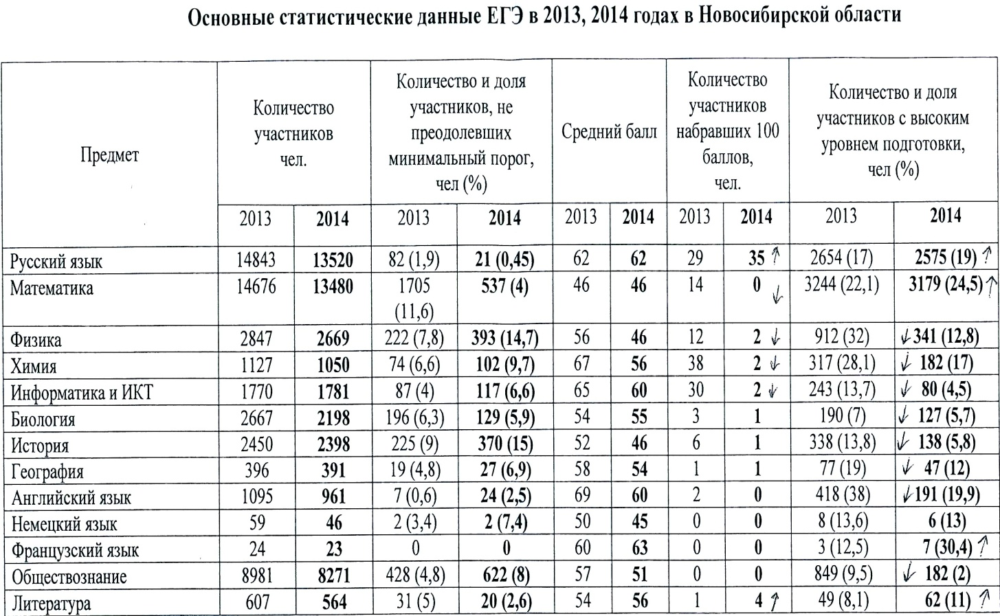 Основные статистические данные ЕГЭ в 2013, 2014 годах в Новосибирской области
Предмет
Количество
участников
чел.
Количество и доля
участников, не
преодолевших
минимальный порог,
чел (%)
Средний балл
Количество
участников
набравших 100
баллов,
чел.
Количество и доля
участников с высоким
уровнем подготовки,
чел (%)
2013 2014 2013 2014 2013 2014 2013 2014 2013 2014
Русский язык 14843 13520 82 (1,9) 21 (0,45) 62 62 29 35 ↑ 2654 (17) 2575 (19) ↑
Математика 14676 13480 1705 537 (4) 46 46 14 0 ↓ 3244 (22,1) 3179 (24,5) ↑
(11,6)
Физика 2847 2669 222 (7,8) 393 (14,7) 56 46 12 2 ↓ 912 (32) ↓ 341 (12,8)
Химия 1127 1050 74 (6,6) 102 (9,7) 67 56 38 2 ↓ 317 (28,1) ↓ 182 (17)
Информатика и ИКТ 1770 1781 87 (4) 117 (6,6) 65 60 30 2 ↓ 243 (13,7) ↓ 80 (4,5)
Биология 2667 2198 196 (6,3) 129 (5,9) 54 55 3 1 190 (7) ↓ 127 (5,7)
История 2450 2398 225 (9) 370 (15) 52 46 6 1 338 (13,8) ↓ 138 (5,8)
География 396 391 19 (4,8) 27 (6,9) 58 54 1 1 77 (19) ↓ 47 (12)
Английский язык 1095 961 7 (0,6) 24 (2,5) 69 60 2 0 418 (38) ↓ 191 (19,9)
Немецкий язык 59 46 2 (3,4) 2 (7,4) 50 45 0 0 8 (13,6) 6 (13)
Французский язык 24 23 0 0 60 63 0 0 3 (12,5) 7 (30,4) ↑
Обществознание 8981 8271 428 (4,8) 622 (8) 57 51 0 0 849 (9,5) ↓ 182 (2)
Литература 607 564 31 (5) 20 (2,6) 54 56 1 4 ↑ 49 (8,1) 62 (11) ↑